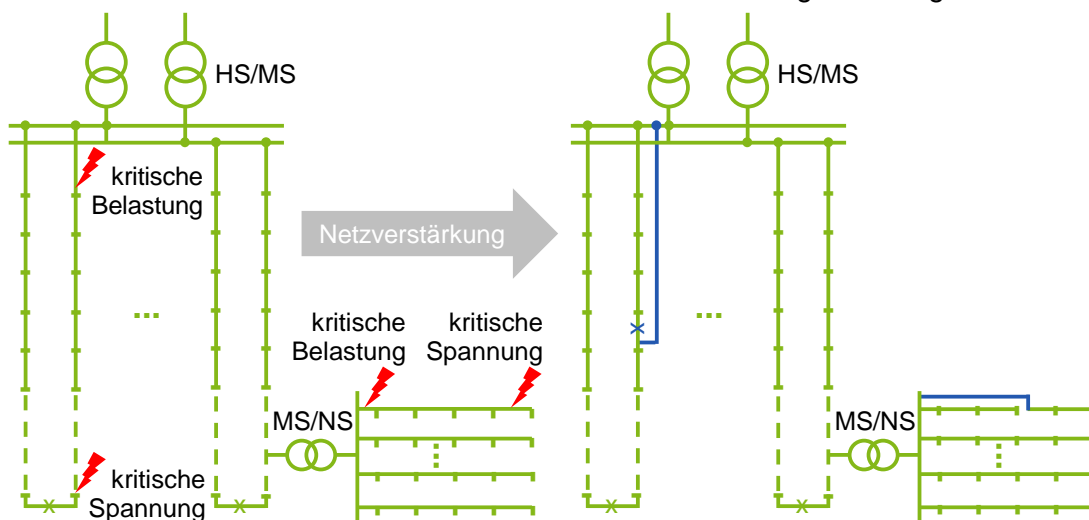 HS/MS
HS/MS
kritische
Belastung
Netzverstärkung
kritische
Belastung
kritische
Spannung
MS/NS
MS/NS
kritische
Spannung